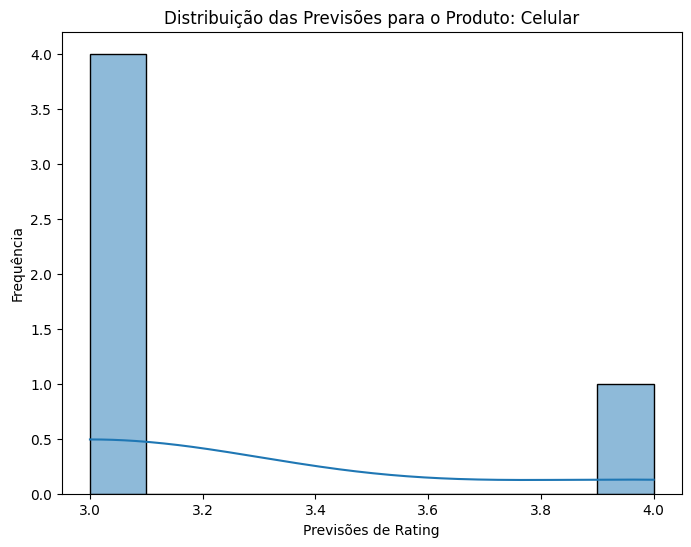 Distribuição das Previsões para o Produto: Celular
Frequência
4.0
3.5
3.0
2.5
2.0
1.5
1.0
0.5
0.0
3.0 3.2 3.4 3.6 3.8 4.0
Previsões de Rating